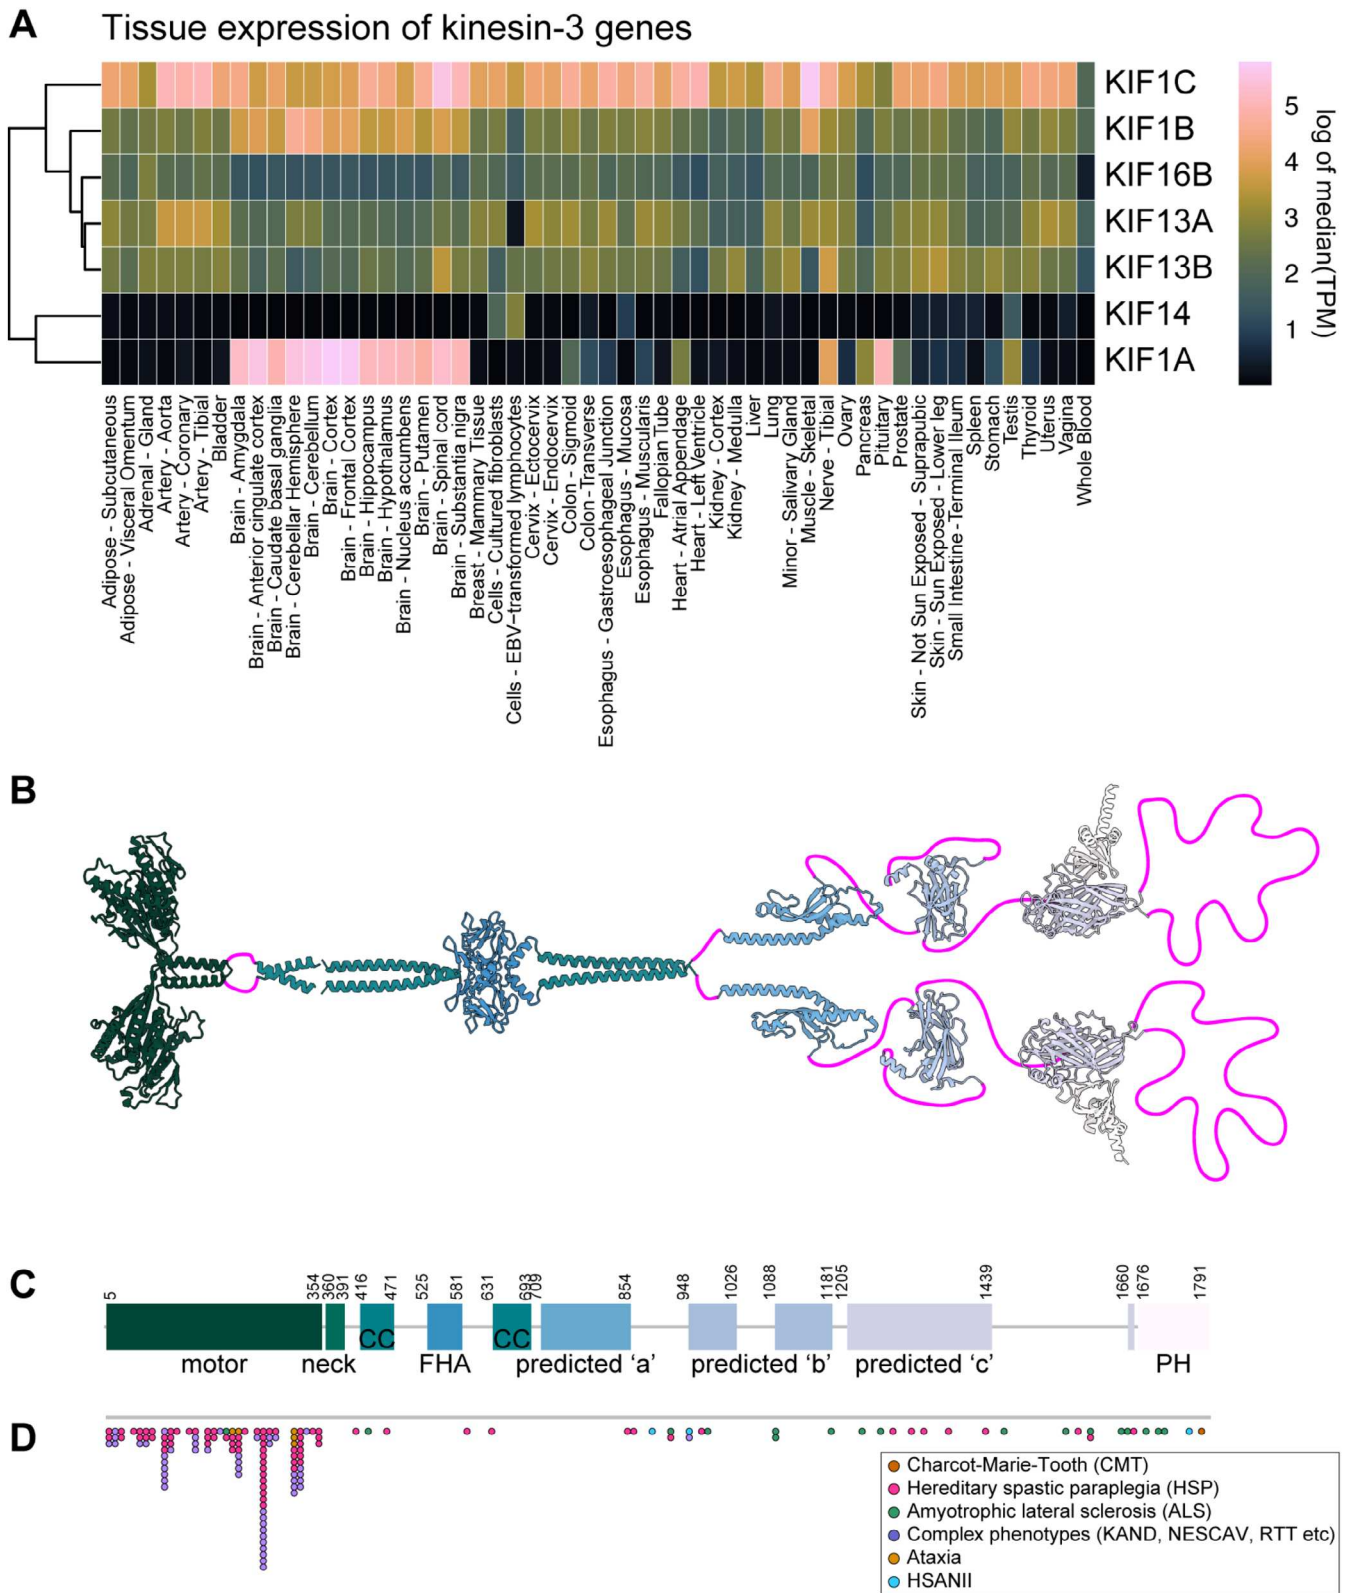 A
Tissue expression of kinesin-3 genes
KIF1C
KIF1B
KIF16B
KIF13A
KIF13B
KIF14
KIF1A
5
4
3
2
1
log of median(TPM)
Adipose - Subcutaneous
Adipose - Visceral Omentum
Adrenal - Gland
Artery - Aorta
Artery - Coronary
Artery - Tibial
Bladder
Brain - Amygdala
Brain - Anterior cingulate cortex
Brain - Caudate basal ganglia
Brain - Cerebellar Hemisphere
Brain - Cerebellum
Brain - Cortex
Brain - Frontal Cortex
Brain - Hippocampus
Brain - Hypothalamus
Brain - Nucleus accumbens
Brain - Putamen
Brain - Spinal cord
Brain - Substantia nigra
Breast - Mammary Tissue
Cells - Cultured fibroblasts
Cells - EBV−transformed lymphocytes
Cervix - Ectocervix
Cervix - Endocervix
Colon - Sigmoid
Colon -Transverse
Esophagus - Gastroesophageal Junction
Esophagus - Mucosa
Esophagus - Muscularis
Fallopian Tube
Heart - Atrial Appendage
Heart - Left Ventricle
Kidney - Cortex
Kidney - Medulla
Liver
Lung
Minor - Salivary Gland
Muscle - Skeletal
Nerve - Tibial
Ovary
Pancreas
Pituitary
Prostate
Skin - Not Sun Exposed - Suprapubic
Skin - Sun Exposed - Lower leg
Small Intestine-Terminal Ileum
Spleen
Stomach
Testis
Thyroid
Uterus
Vagina
Whole Blood
B
C
5 354 360 391 416 471 525 581 631 693 709 854 948 1026 1088 1181 1205 1439 1660 1676 1791
CC CC
motor neck FHA predicted ‘a’ predicted ‘b’ predicted ‘c’ PH
D
Charcot-Marie-Tooth (CMT)
Hereditary spastic paraplegia (HSP)
Amyotrophic lateral sclerosis (ALS)
Complex phenotypes (KAND, NESCAV, RTT etc)
Ataxia
HSANII